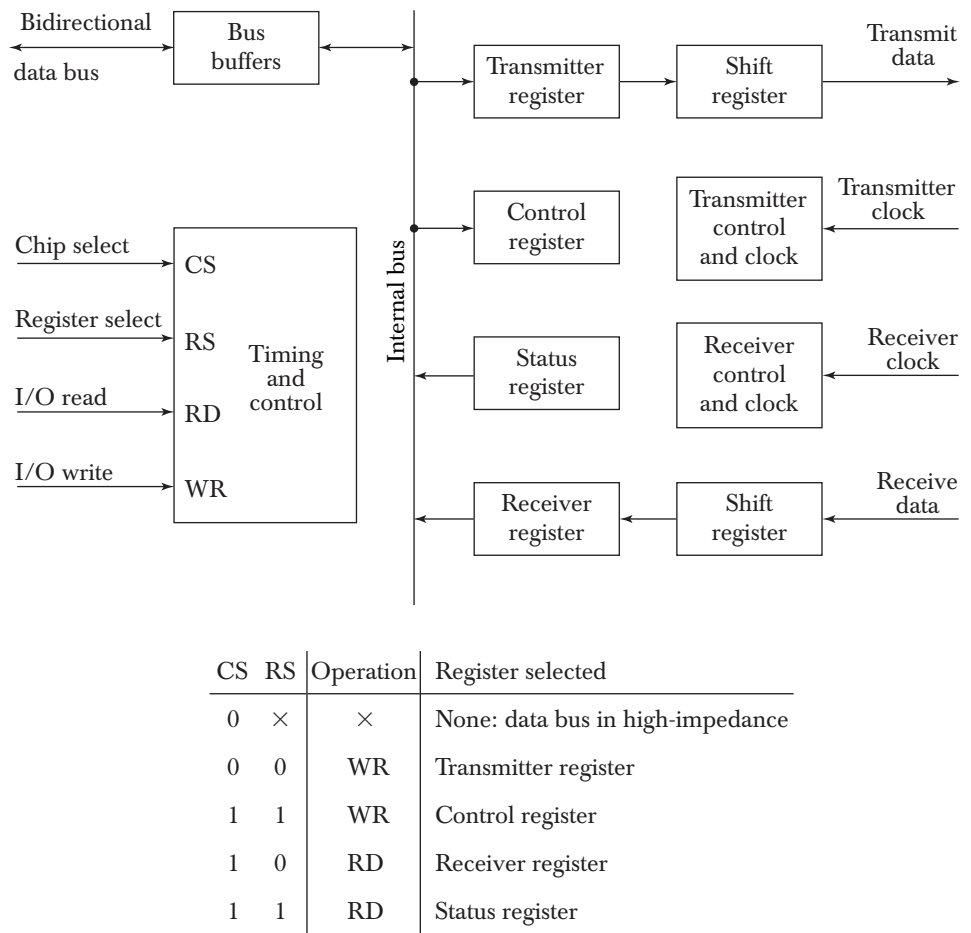 Bidirectional
data bus
Bus
buffers
Transmitter
register
Shift
register
Transmit
data
Control
register
Transmitter
control
and clock
Transmitter
clock
Internal bus
Chip select
CS
Register select
RS
I/O read
RD
I/O write
WR
Timing
and
control
Status
register
Receiver
control
and clock
Receiver
clock
Receiver
register
Shift
register
Receive
data
CS RS Operation Register selected
0 × × None: data bus in high-impedance
0 0 WR Transmitter register
1 1 WR Control register
1 0 RD Receiver register
1 1 RD Status register